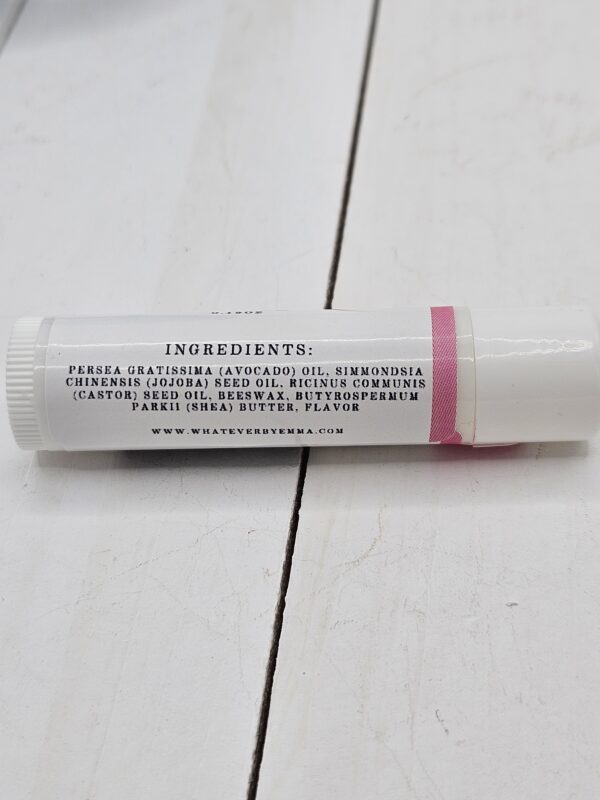 INGREDIENTS:
PERSEA GRATISSIMA (AVOCADO) OIL, SIMMONDSIA
CHINENSIS (JOJOBA) SEED OIL, RICINUS COMMUNIS
(CASTOR) SEED OIL, BEESWAX, BUTYROSPERMUM
PARKII (SHEA) BUTTER, FLAVOR
WWW.WHATEVERBYEMMA.COM